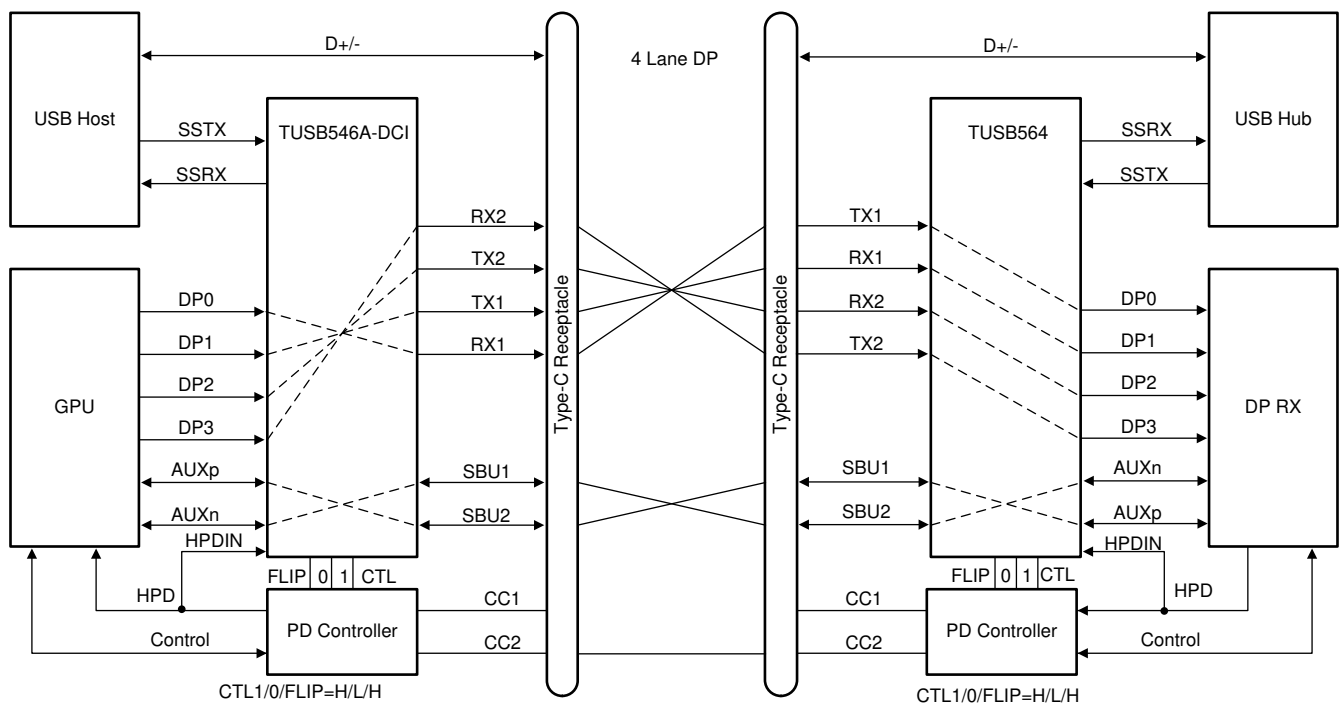 D+/-
4 Lane DP
D+/-
USB Host
SSTX
SSRX
TUSB546A-DCI
TUSB564
SSRX
SSTX
USB Hub
RX2
TX2
TX1
RX1
Type-C Receptacle
Type-C Receptacle
TX1
RX1
RX2
TX2
GPU
DP0
DP1
DP2
DP3
AUXp
AUXn
HPDIN
SBU1
SBU2
SBU1
SBU2
DP0
DP1
DP2
DP3
AUXn
AUXp
HPDIN
DP RX
FLIP 0 1 CTL
HPD
Control
PD Controller
CC1
CC2
CTL1/0/FLIP=H/L/H
FLIP 0 1 CTL
CC1
CC2
PD Controller
HPD
Control
CTL1/0/FLIP=H/L/H